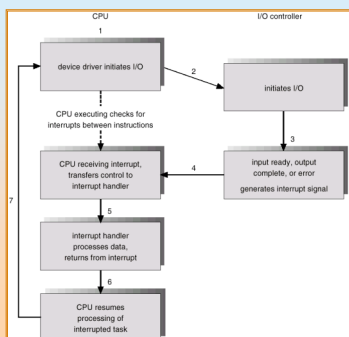 CPU
I/O controller
1
device driver initiates I/O
2
initiates I/O
CPU executing checks for
interrupts between instructions
3
CPU receiving interrupt,
transfers control to
interrupt handler
4
input ready, output
complete, or error
generates interrupt signal
7
5
interrupt handler
processes data,
returns from interrupt
6
CPU resumes
processing of
interrupted task